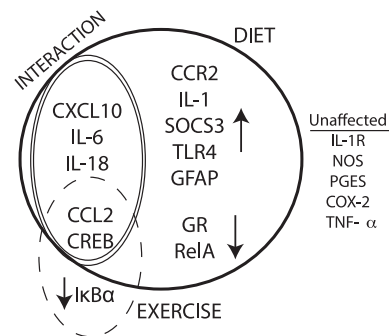 INTERACTION
DIET
CXCL10
IL-6
IL-18
CCL2
CREB
CCR2
IL-1
SOCS3
TLR4
GFAP
GR
RelA
IκBα
EXERCISE
Unaffected
IL-1R
NOS
PGES
COX-2
TNF- α